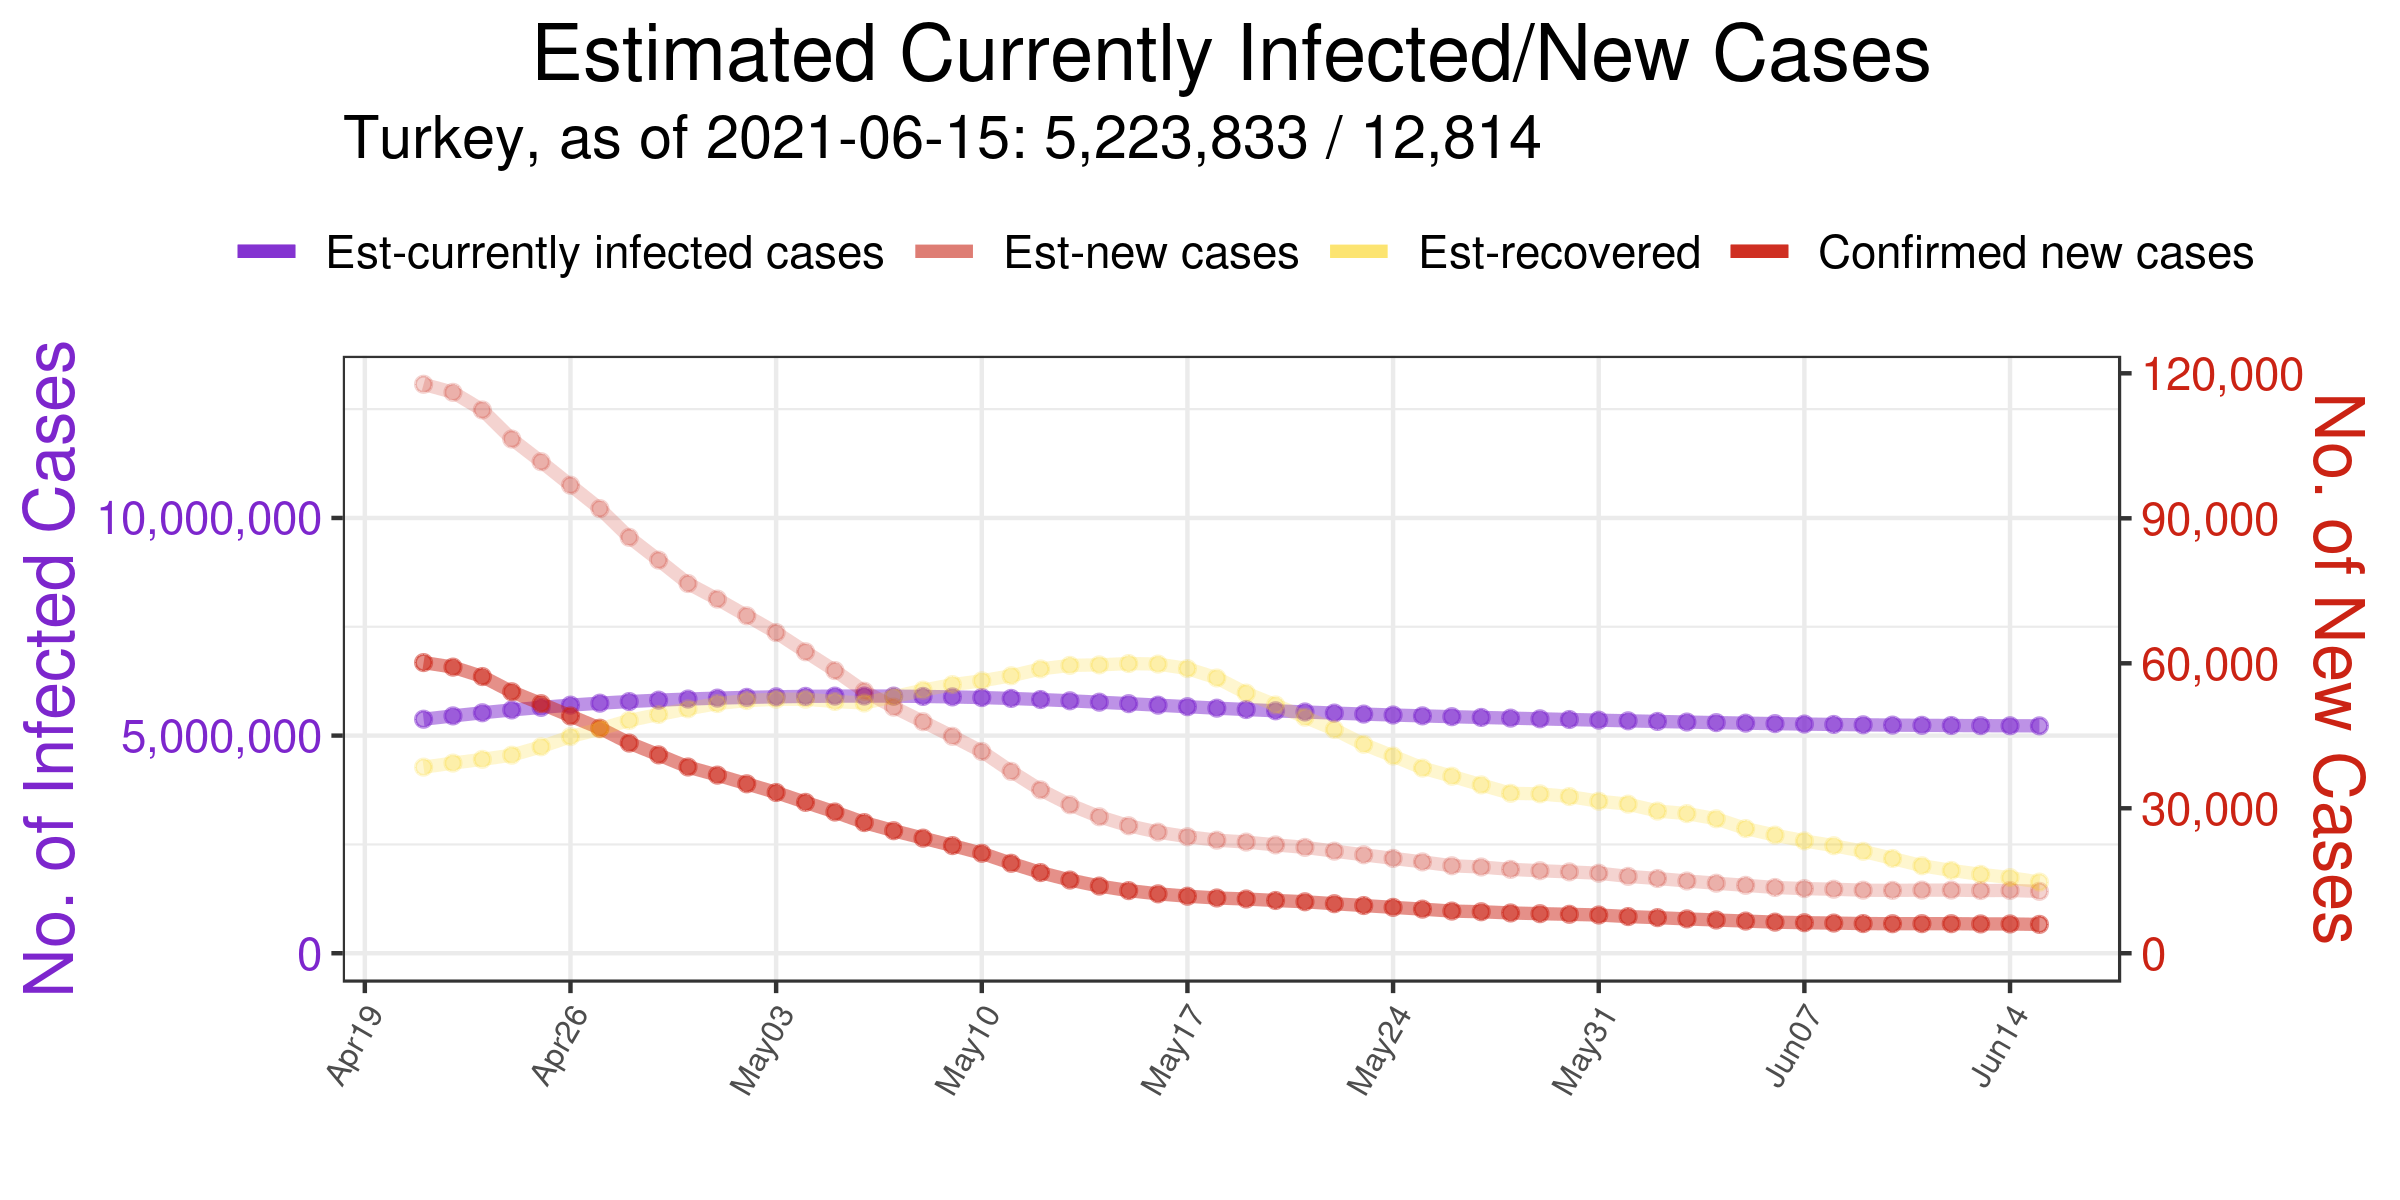 Estimated Currently Infected/New Cases
Turkey, as of 2021-06-15: 5,223,833 / 12,814
Est-currently infected cases Est-new cases Est-recovered Confirmed new cases
No. of Infected Cases
10,000,000
5,000,000
0
120,000
90,000
60,000
30,000
0
No. of New Cases
Apr19 Apr26 May03 May10 May17 May24 May31 Jun07 Jun14